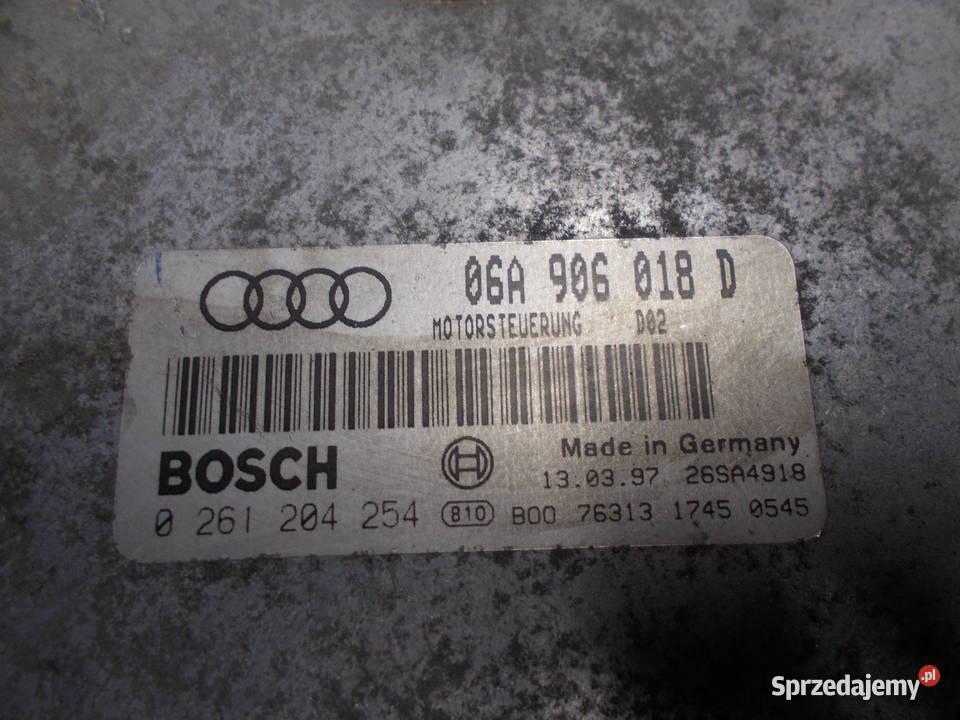 06A 906 018 D
MOTORSTEUERUNG D02
BOSCH
Made in Germany
13.03.97 26SA4918
0 261 204 254 810 B00 76313 1745 0545
Sprzedajemy.pl